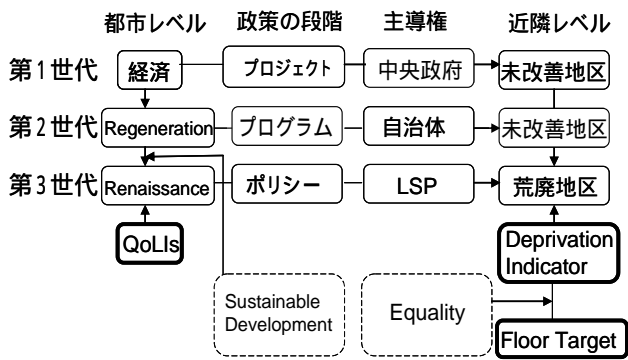 都市レベル 政策の段階 主導権 近隣レベル
第1世代 経済 プロジェクト 中央政府 未改善地区
第2世代 Regeneration プログラム 自治体 未改善地区
第3世代 Renaissance ポリシー LSP 荒廃地区
QoLIs
Deprivation
Indicator
Sustainable
Development
Equality
Floor Target